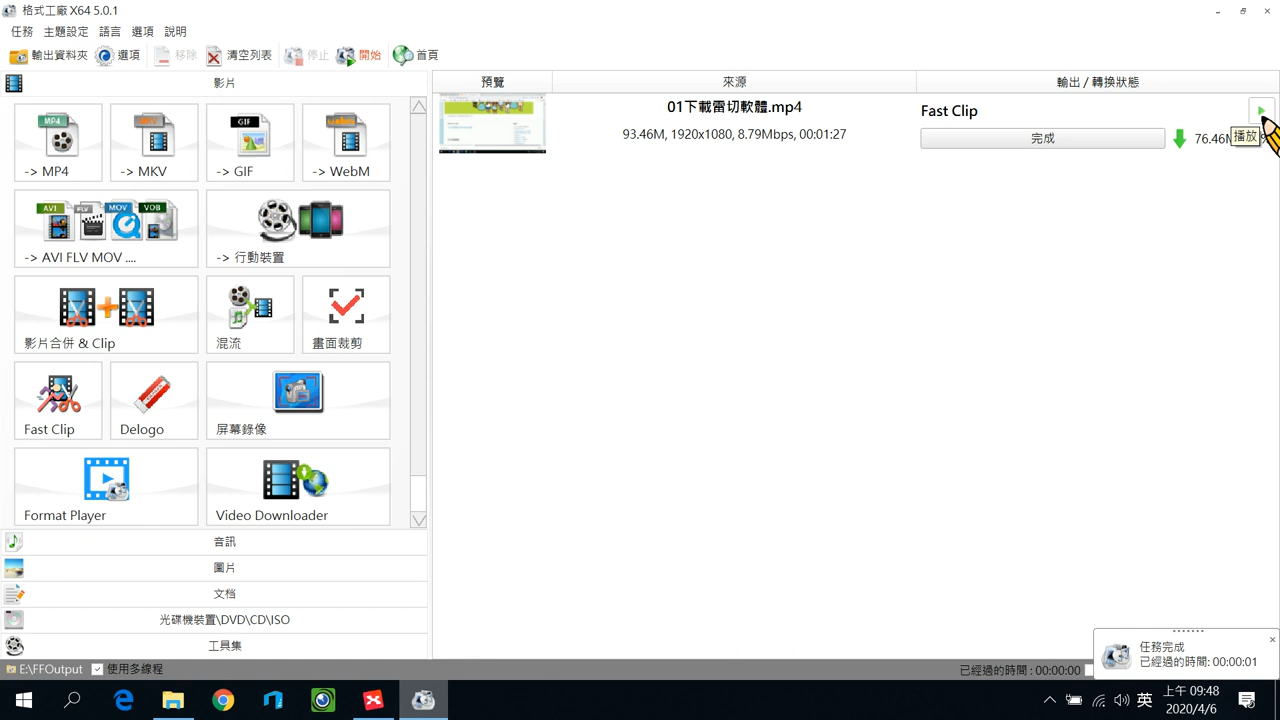 格式工廠 X64 5.0.1
任務 主題設定 語言 選項 說明
輸出資料夾 選項 移除 清空列表 停止 開始 首頁
影片
預覽 來源 輸出 / 轉換狀態
MP4 MKV GIF WebM
-> MP4 -> MKV -> GIF -> WebM
AVI FLV MOV VOB
-> AVI FLV MOV .... -> 行動裝置
影片合併 & Clip 混流 畫面裁剪
Fast Clip Delogo 屏幕錄像
Format Player Video Downloader
音訊
圖片
文档
光碟機裝置\DVD\CD\ISO
工具集
01下載雷切軟體.mp4
93.46M, 1920x1080, 8.79Mbps, 00:01:27
Fast Clip
完成 76.46
播放
任務完成
已經過的時間: 00:00:01
E:\FFOutput 使用多線程 已經過的時間 : 00:00:00
英 上午 09:48
2020/4/6